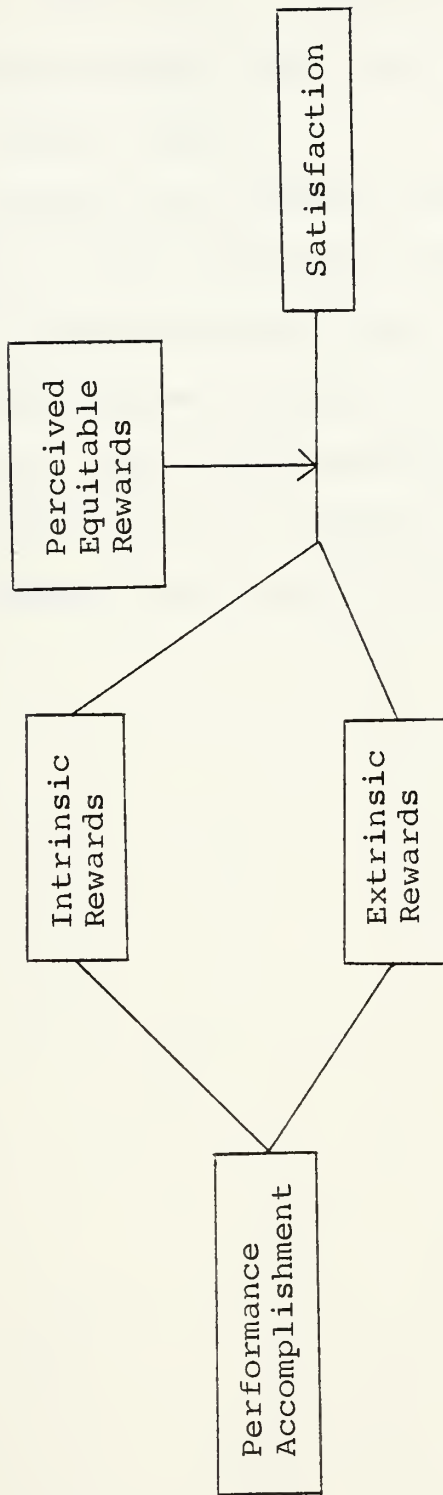 Performance
Accomplishment
Intrinsic
Rewards
Extrinsic
Rewards
Perceived
Equitable
Rewards
Satisfaction